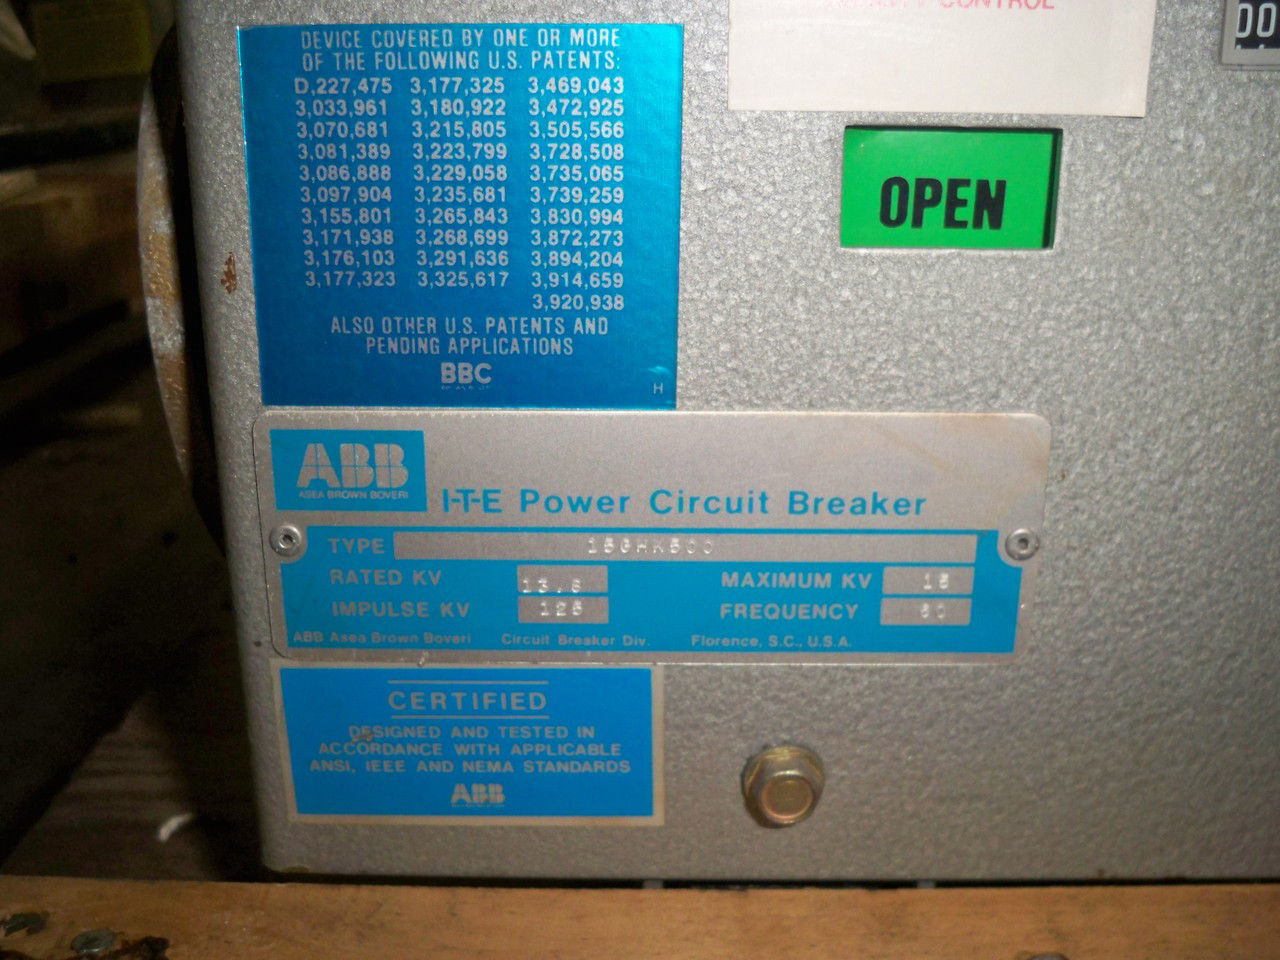 DEVICE COVERED BY ONE OR MORE
OF THE FOLLOWING U.S. PATENTS:
D,227,475 3,177,325 3,469,043
3,033,961 3,180,922 3,472,925
3,070,681 3,215,805 3,505,566
3,081,389 3,223,799 3,728,508
3,086,888 3,229,058 3,735,065
3,097,904 3,235,681 3,739,259
3,155,801 3,265,843 3,830,994
3,171,938 3,268,699 3,872,273
3,176,103 3,291,636 3,894,204
3,177,323 3,325,617 3,914,659
3,920,938
ALSO OTHER U.S. PATENTS AND
PENDING APPLICATIONS
BBC
H
CONTROL
00
OPEN
ABB
ASEA BROWN BOVERI
I-T-E Power Circuit Breaker
TYPE 15GHK500
RATED KV 13.8 MAXIMUM KV 15
IMPULSE KV 125 FREQUENCY 60
ABB Asea Brown Boveri Circuit Breaker Div. Florence, S.C., U.S.A.
CERTIFIED
DESIGNED AND TESTED IN
ACCORDANCE WITH APPLICABLE
ANSI, IEEE AND NEMA STANDARDS
ABB